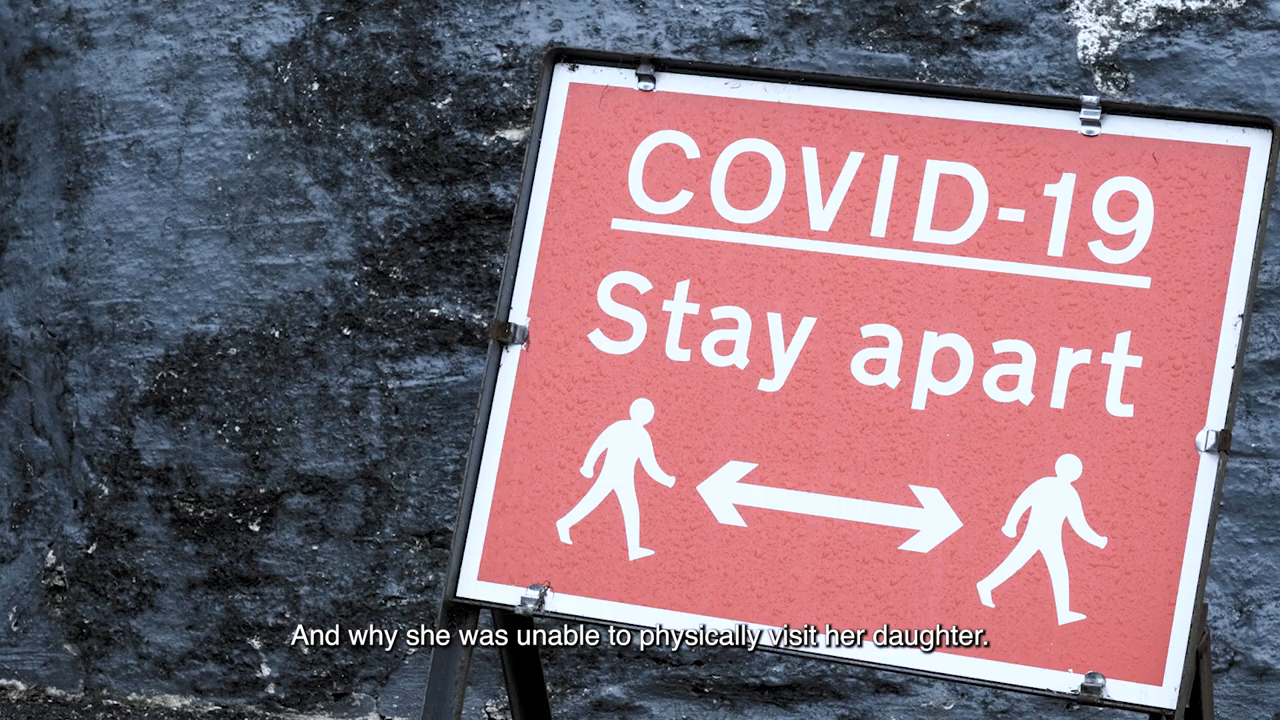 COVID-19
Stay apart
And why she was unable to physically visit her daughter.